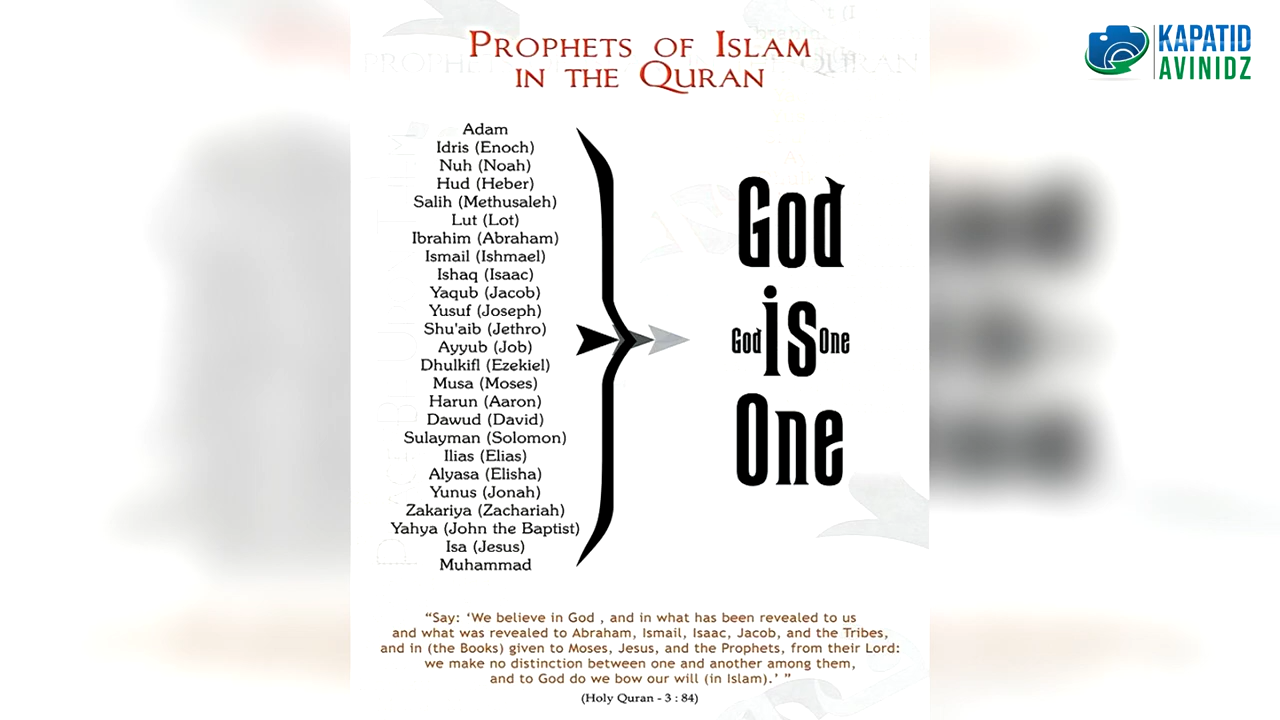 PROPHETS OF ISLAM
IN THE QURAN
KAPATID
AVINIDZ
Adam
Idris (Enoch)
Nuh (Noah)
Hud (Heber)
Salih (Methusaleh)
Lut (Lot)
Ibrahim (Abraham)
Ismail (Ishmael)
Ishaq (Isaac)
Yaqub (Jacob)
Yusuf (Joseph)
Shu'aib (Jethro)
Ayyub (Job)
Dhulkifl (Ezekiel)
Musa (Moses)
Harun (Aaron)
Dawud (David)
Sulayman (Solomon)
Ilias (Elias)
Alyasa (Elisha)
Yunus (Jonah)
Zakariya (Zachariah)
Yahya (John the Baptist)
Isa (Jesus)
Muhammad
God
God is One
One
“Say: ‘We believe in God , and in what has been revealed to us
and what was revealed to Abraham, Ismail, Isaac, Jacob, and the Tribes,
and in (the Books) given to Moses, Jesus, and the Prophets, from their Lord:
we make no distinction between one and another among them,
and to God do we bow our will (in Islam).’ ”
(Holy Quran - 3 : 84)